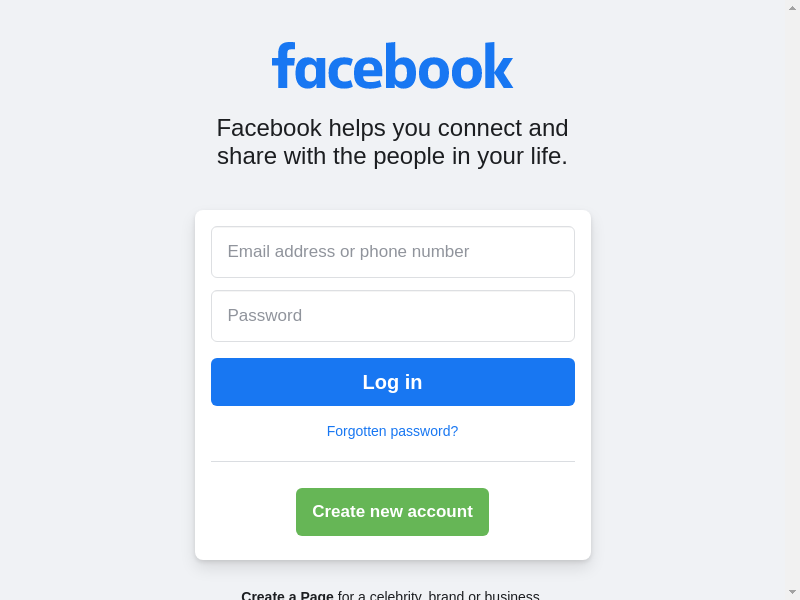 facebook
Facebook helps you connect and
share with the people in your life.
Email address or phone number
Password
Log in
Forgotten password?
Create new account
Create a Page for a celebrity, brand or business.